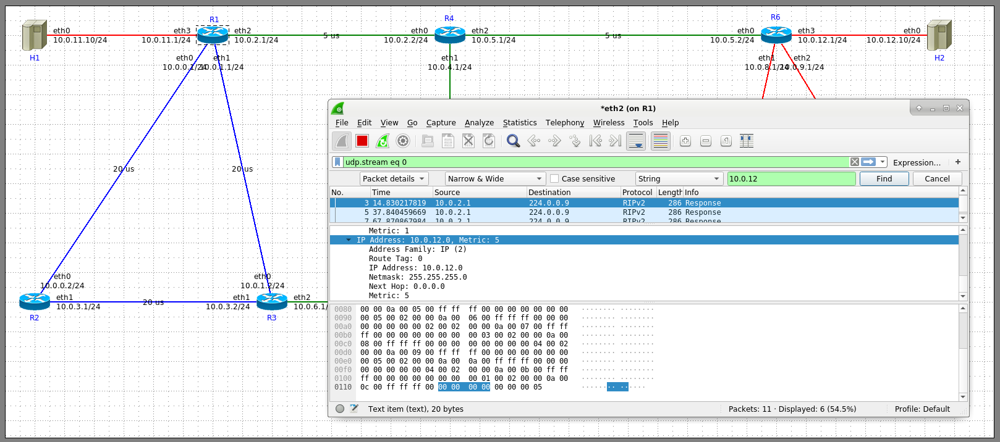 R1
R4
R6
eth0
10.0.11.10/24
eth3
10.0.11.1/24
eth2
10.0.2.1/24
5 us
eth0
10.0.2.2/24
eth2
10.0.5.1/24
5 us
eth0
10.0.5.2/24
eth3
10.0.12.1/24
eth0
10.0.12.10/24
H1
H2
eth0
10.0.0.1/24
eth1
10.0.1.1/24
eth1
10.0.4.1/24
eth1
10.0.8.1/24
eth2
10.0.9.1/24
20 us
20 us
eth0
10.0.0.2/24
eth0
10.0.1.2/24
eth1
10.0.3.1/24
20 us
eth1
10.0.3.2/24
eth2
10.0.6.1/
R2
R3
*eth2 (on R1)
File Edit View Go Capture Analyze Statistics Telephony Wireless Tools Help
udp.stream eq 0
Expression...
+
Packet details Narrow & Wide Case sensitive String 10.0.12 Find Cancel
No. Time Source Destination Protocol Length Info
3 14.830217819 10.0.2.1 224.0.0.9 RIPv2 286 Response
5 37.840459669 10.0.2.1 224.0.0.9 RIPv2 286 Response
7 67.870867984 10.0.2.1 224.0.0.9 RIPv2 286 Response
Metric: 1
IP Address: 10.0.12.0, Metric: 5
Address Family: IP (2)
Route Tag: 0
IP Address: 10.0.12.0
Netmask: 255.255.255.0
Next Hop: 0.0.0.0
Metric: 5
0080 00 00 0a 00 05 00 ff ff ff 00 00 00 00 00 00 00 ········ ········
0090 00 05 00 02 00 00 0a 00 06 00 ff ff ff 00 00 00 ········ ········
00a0 00 00 00 00 00 02 00 02 00 00 0a 00 07 00 ff ff ········ ········
00b0 ff 00 00 00 00 00 00 00 00 03 00 02 00 00 0a 00 ········ ········
00c0 08 00 ff ff ff 00 00 00 00 00 00 00 00 04 00 02 ········ ········
00d0 00 00 0a 00 09 00 ff ff ff 00 00 00 00 00 00 00 ········ ········
00e0 00 05 00 02 00 00 0a 00 0a 00 ff ff ff 00 00 00 ········ ········
00f0 00 00 00 00 00 04 00 02 00 00 0a 00 0b 00 ff ff ········ ········
0100 ff 00 00 00 00 00 00 00 00 01 00 02 00 00 0a 00 ········ ········
0110 0c 00 ff ff ff 00 00 00 00 00 00 00 00 05 ········ ······
Text item (text), 20 bytes
Packets: 11 · Displayed: 6 (54.5%)
Profile: Default